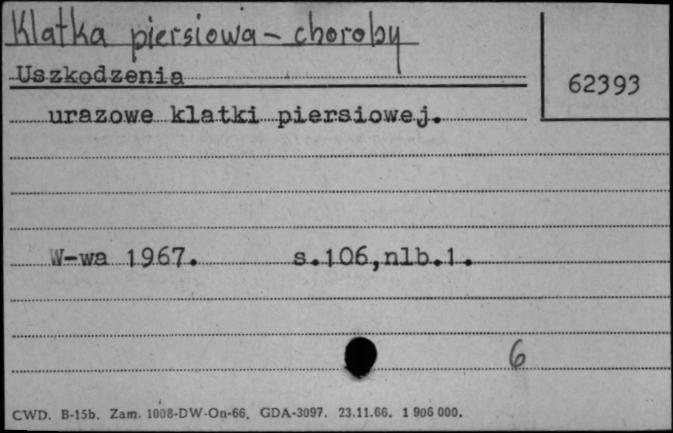 Klatka piersiowa - choroby
Uszkodzenia
62393
urazowe klatki piersiowej.
W-wa 1967. s.106,nlb.1.
6
CWD. B-15b. Zam. 1008-DW-On-66. GDA-3097. 23.11.66. 1 906 000.